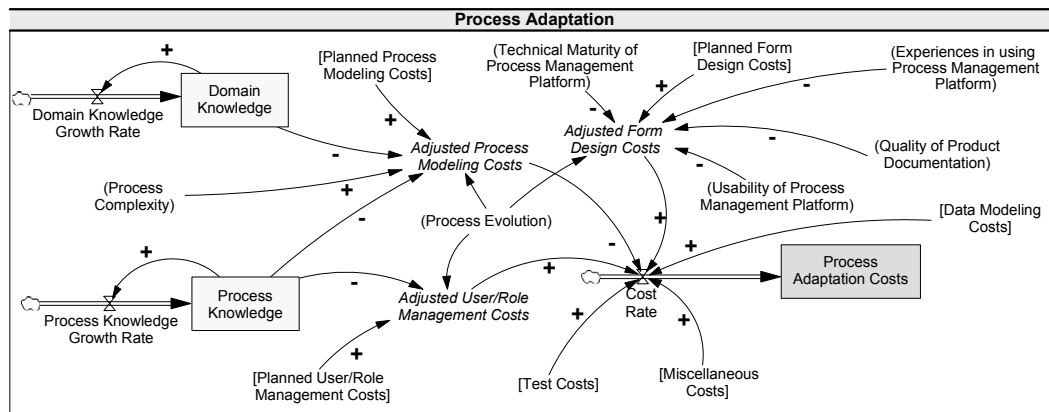 Process Adaptation
[Planned Process
Modeling Costs]
(Technical Maturity of
Process Management
Platform)
[Planned Form
Design Costs]
(Experiences in using
Process Management
Platform)
+
Domain
Knowledge
Domain Knowledge
Growth Rate
+
-
+
-
Adjusted Process
Modeling Costs
-
Adjusted Form
Design Costs
-
(Quality of Product
Documentation)
(Process
Complexity)
+
-
-
(Usability of Process
Management Platform)
(Process Evolution)
+
[Data Modeling
Costs]
+
-
+
Process
Knowledge
Process Knowledge
Growth Rate
-
Adjusted User/Role
Management Costs
+
Cost
Rate
Process
Adaptation Costs
+
[Planned User/Role
Management Costs]
+
[Test Costs]
+
[Miscellaneous
Costs]